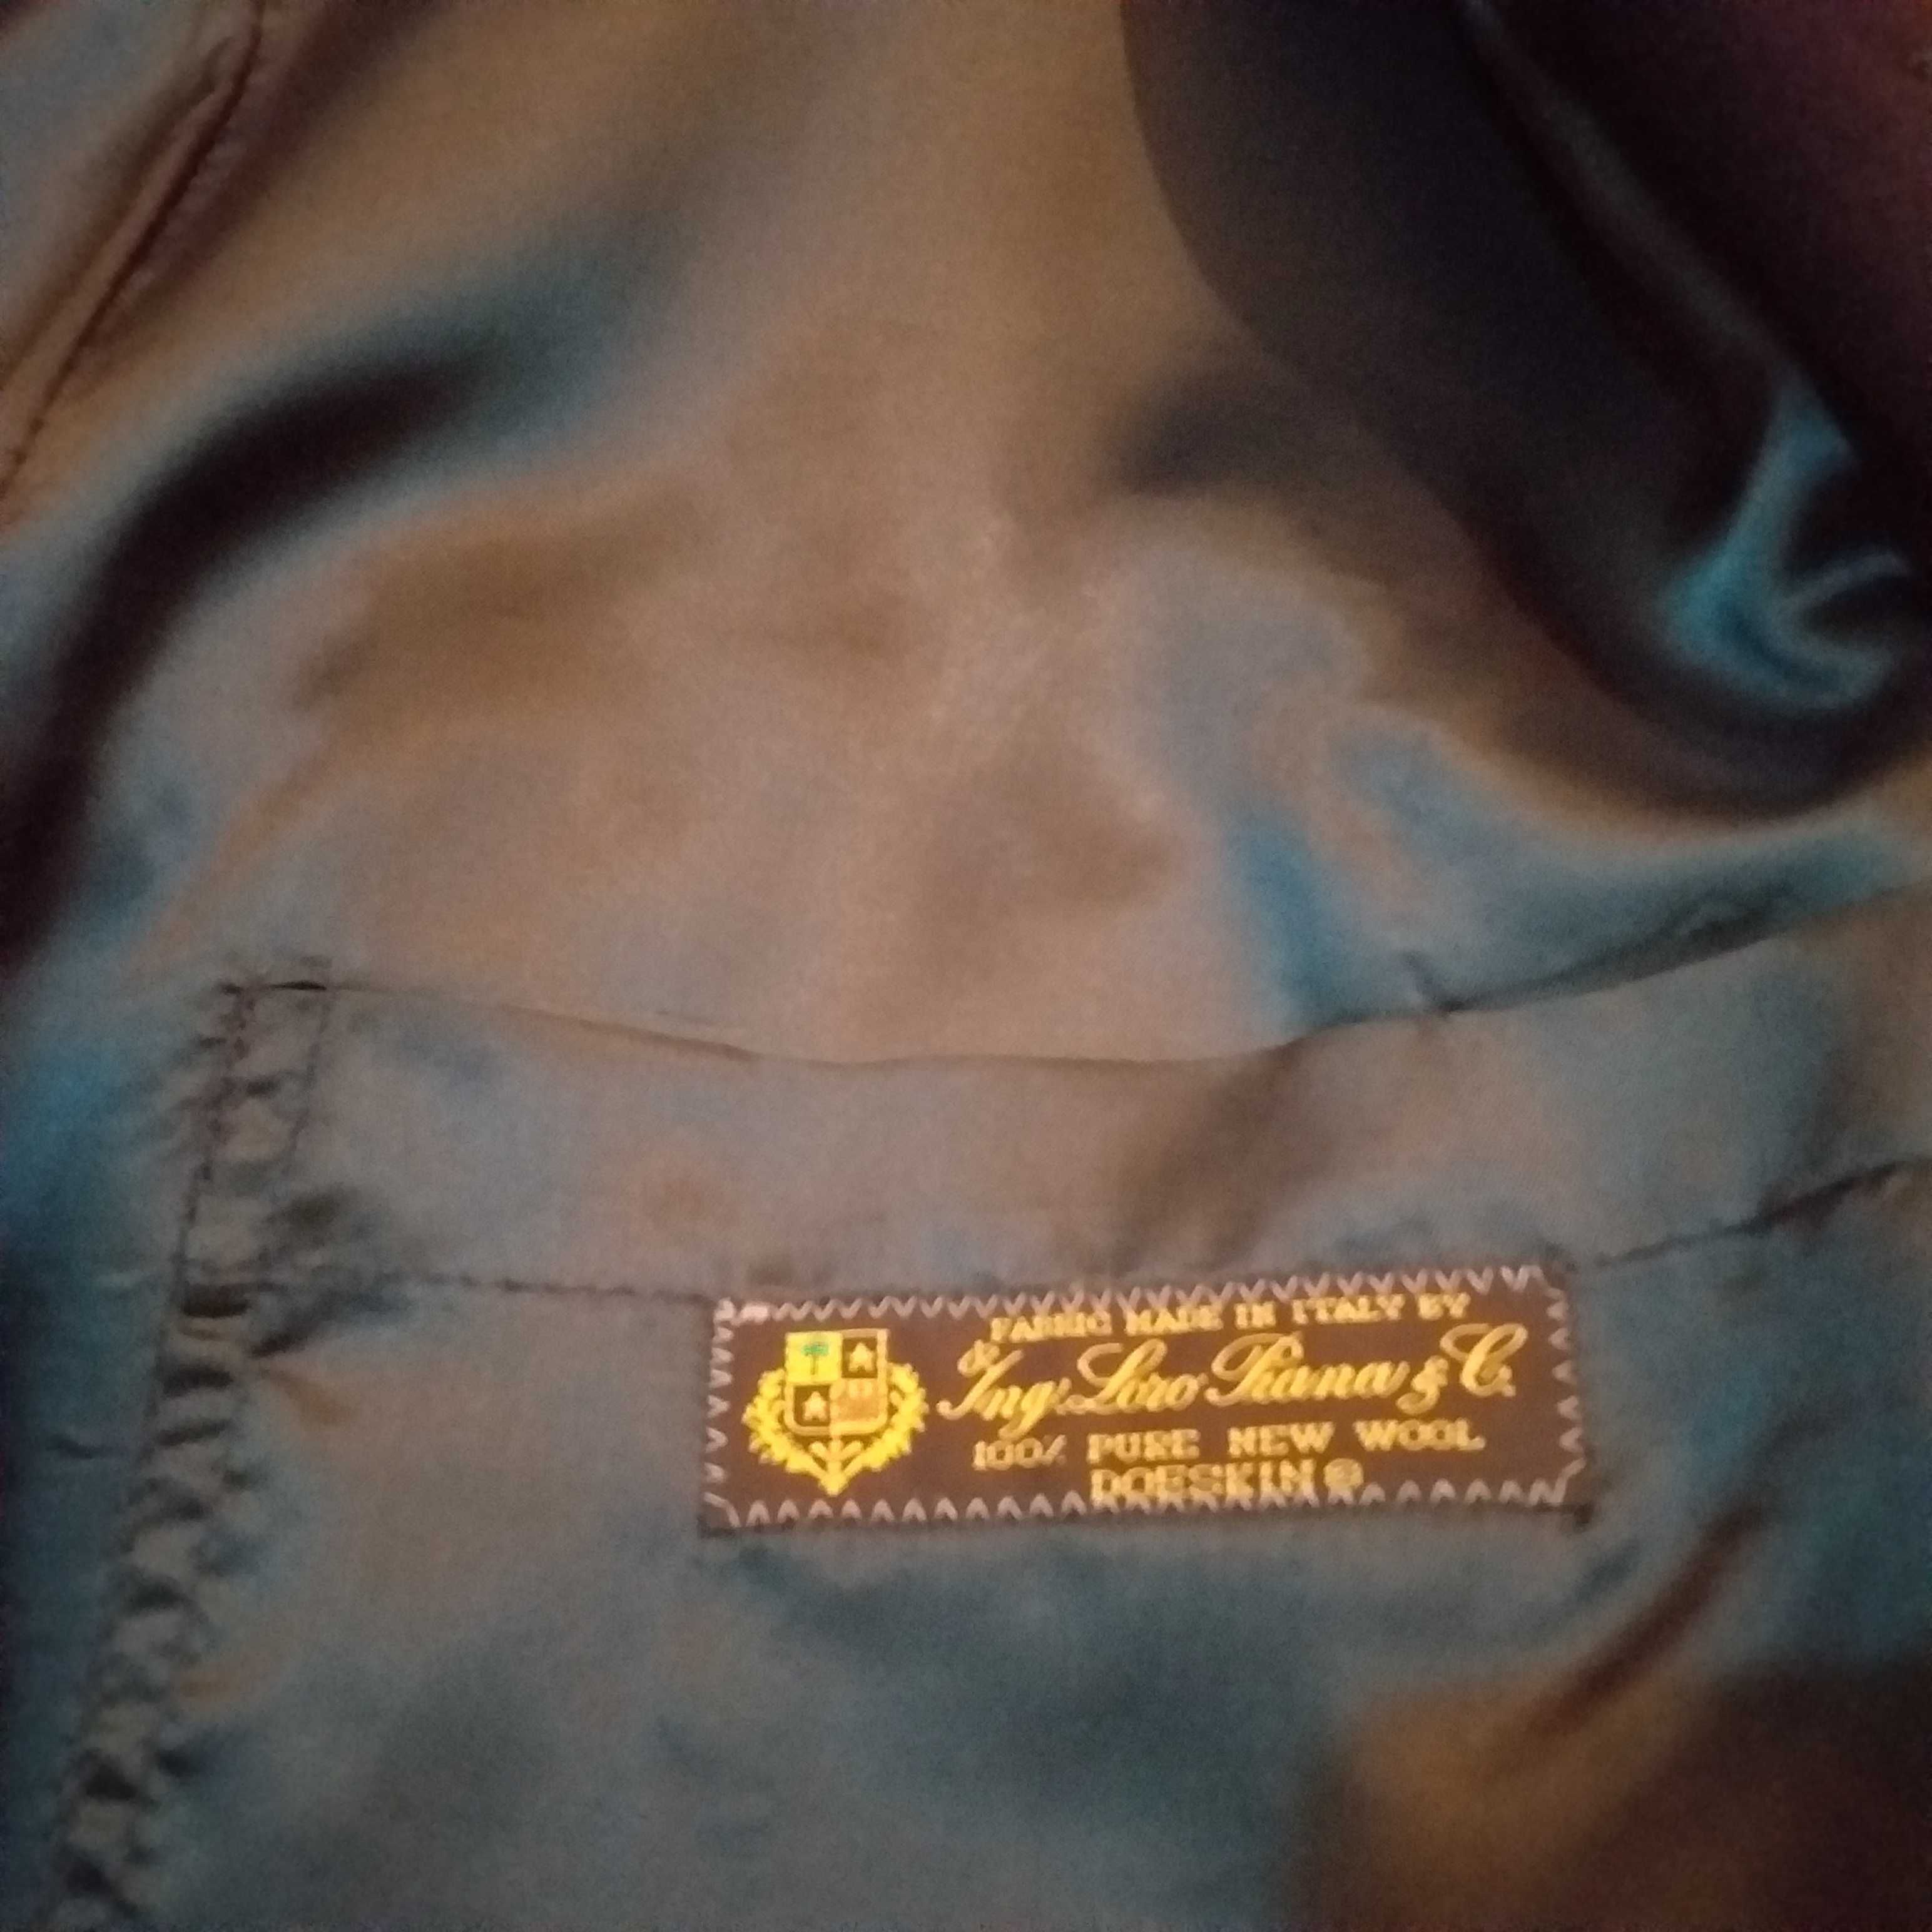 FABRIC MADE IN ITALY BY
Ing. Loro Piana & C.
100% PURE NEW WOOL
DOESKIN ®